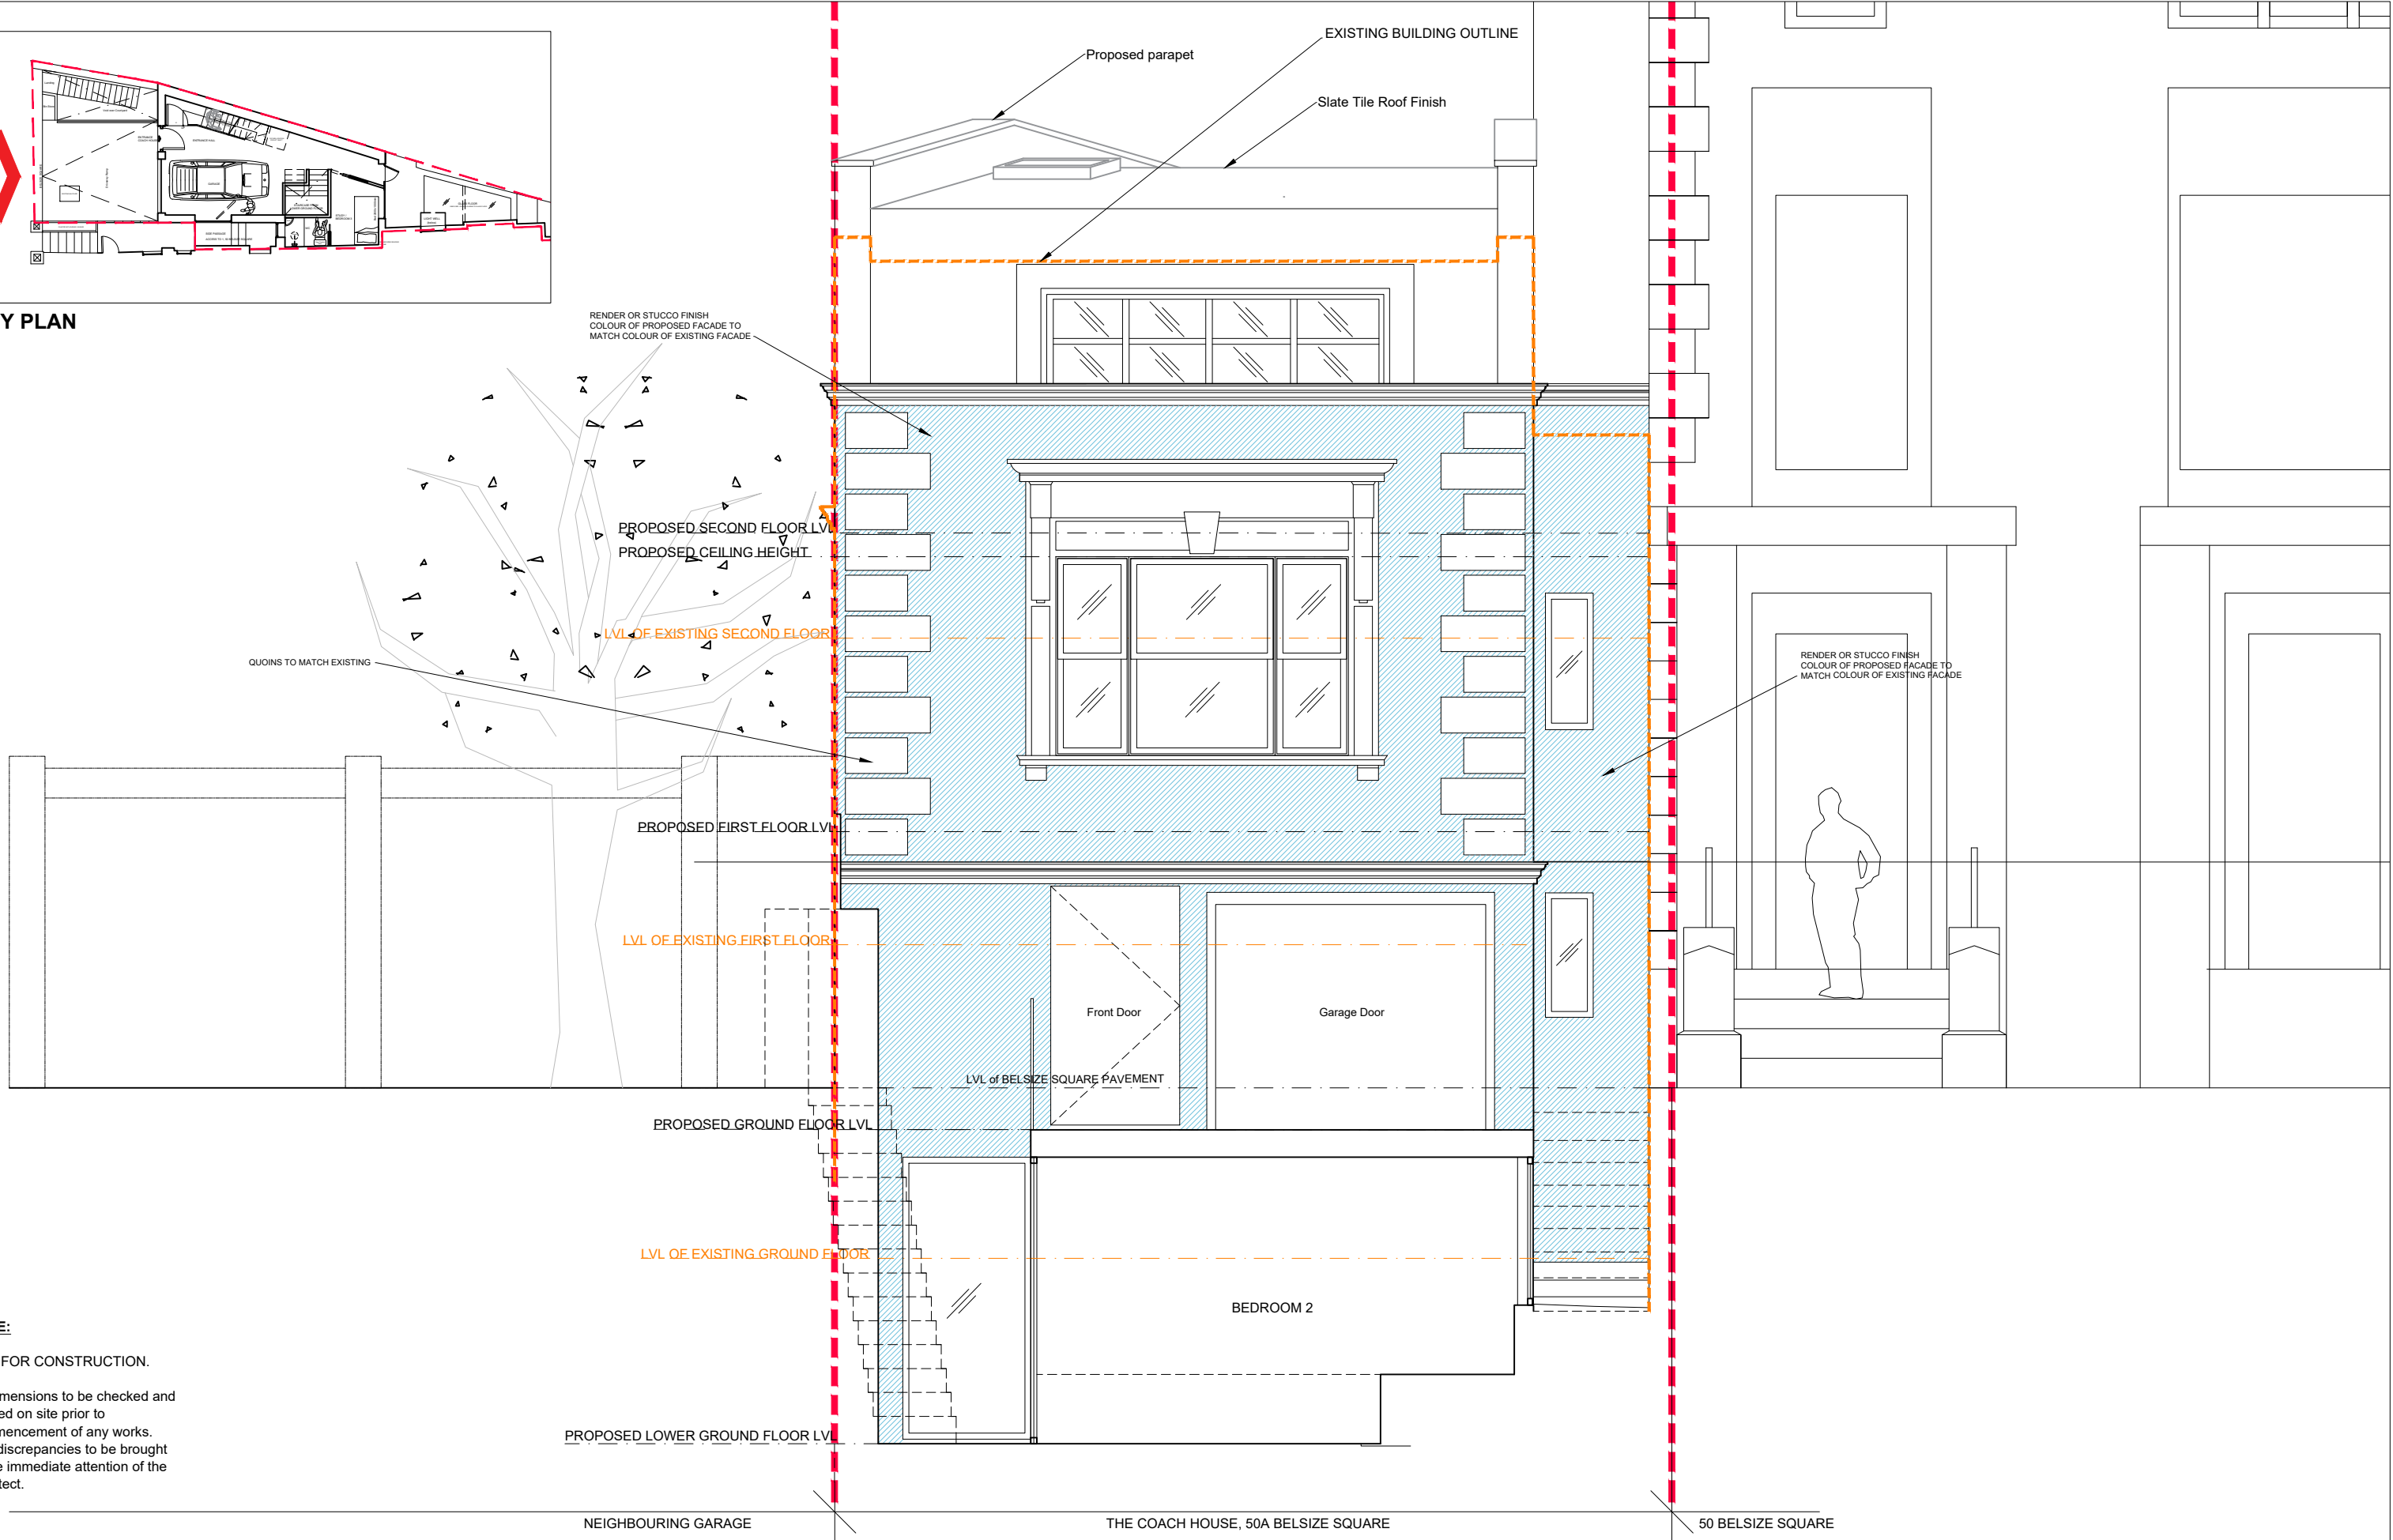 EXISTING BUILDING OUTLINE
Proposed parapet
Slate Tile Roof Finish
Y PLAN
RENDER OR STUCCO FINISH
COLOUR OF PROPOSED FACADE TO
MATCH COLOUR OF EXISTING FACADE
PROPOSED SECOND FLOOR LVL
PROPOSED CEILING HEIGHT
LVL OF EXISTING SECOND FLOOR
QUOINS TO MATCH EXISTING
RENDER OR STUCCO FINISH
COLOUR OF PROPOSED FACADE TO
MATCH COLOUR OF EXISTING FACADE
PROPOSED FIRST FLOOR LVL
LVL OF EXISTING FIRST FLOOR
Front Door
Garage Door
LVL of BELSIZE SQUARE PAVEMENT
PROPOSED GROUND FLOOR LVL
LVL OF EXISTING GROUND FLOOR
BEDROOM 2
E:
FOR CONSTRUCTION.
mensions to be checked and
ed on site prior to
mencement of any works.
discrepancies to be brought
e immediate attention of the
tect.
PROPOSED LOWER GROUND FLOOR LVL
NEIGHBOURING GARAGE
THE COACH HOUSE, 50A BELSIZE SQUARE
50 BELSIZE SQUARE